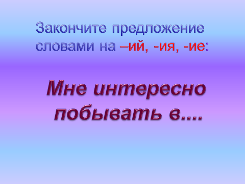 Закончите предложение
словами на –ий, -ия, -ие:
Мне интересно
побывать в....